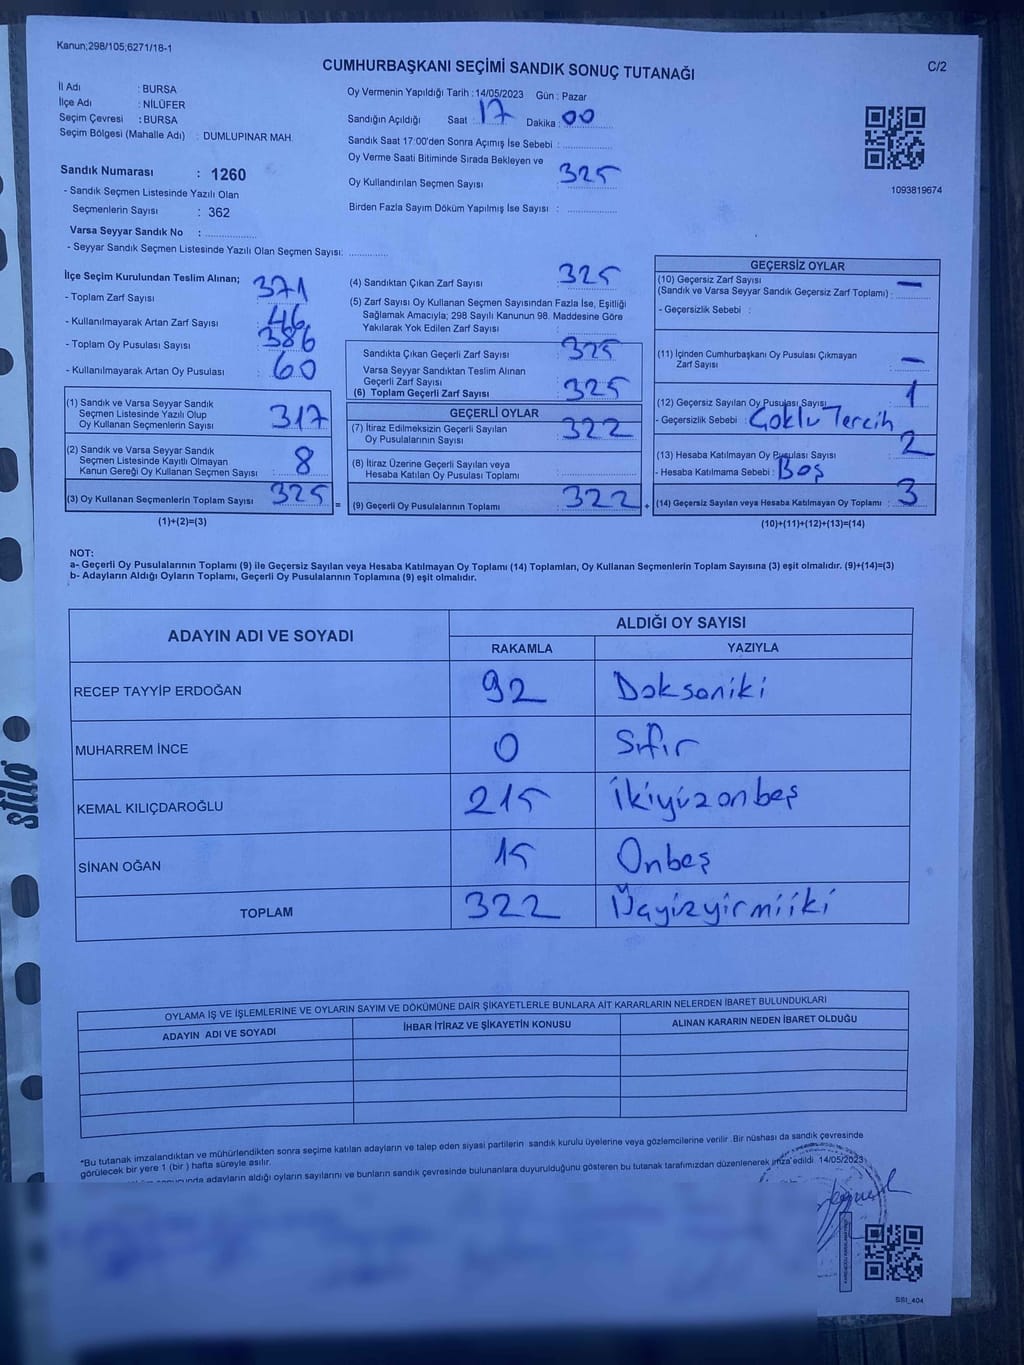 Kanun;298/105;6271/18-1
CUMHURBAŞKANI SEÇİMİ SANDIK SONUÇ TUTANAĞI
C/2
İl Adı : BURSA
İlçe Adı : NİLÜFER
Seçim Çevresi : BURSA
Seçim Bölgesi (Mahalle Adı) : DUMLUPINAR MAH.
Sandık Numarası : 1260
- Sandık Seçmen Listesinde Yazılı Olan
Seçmenlerin Sayısı : 362
Varsa Seyyar Sandık No : ................
- Seyyar Sandık Seçmen Listesinde Yazılı Olan Seçmen Sayısı: ............
Oy Vermenin Yapıldığı Tarih : 14/05/2023 Gün : Pazar
Sandığın Açıldığı Saat : 17 Dakika : 00
Sandık Saat 17:00'den Sonra Açımış İse Sebebi : ...............
Oy Verme Saati Bitiminde Sırada Bekleyen ve
Oy Kullandırılan Seçmen Sayısı : 325
Birden Fazla Sayım Döküm Yapılmış İse Sayısı : ...............
1093819674
İlçe Seçim Kurulundan Teslim Alınan;
- Toplam Zarf Sayısı : 371
- Kullanılmayarak Artan Zarf Sayısı : 46
- Toplam Oy Pusulası Sayısı : 386
- Kullanılmayarak Artan Oy Pusulası : 60
(1) Sandık ve Varsa Seyyar Sandık
Seçmen Listesinde Yazılı Olup
Oy Kullanan Seçmenlerin Sayısı : 317
(2) Sandık ve Varsa Seyyar Sandık
Seçmen Listesinde Kayıtlı Olmayan
Kanun Gereği Oy Kullanan Seçmen Sayısı : 8
(3) Oy Kullanan Seçmenlerin Toplam Sayısı : 325 =
(1)+(2)=(3)
(4) Sandıktan Çıkan Zarf Sayısı : 325
(5) Zarf Sayısı Oy Kullanan Seçmen Sayısından Fazla İse, Eşitliği
Sağlamak Amacıyla; 298 Sayılı Kanunun 98. Maddesine Göre
Yakılarak Yok Edilen Zarf Sayısı : ...............
Sandıkta Çıkan Geçerli Zarf Sayısı : 325
Varsa Seyyar Sandıktan Teslim Alınan
Geçerli Zarf Sayısı
(6) Toplam Geçerli Zarf Sayısı : 325
GEÇERLİ OYLAR
(7) İtiraz Edilmeksizin Geçerli Sayılan
Oy Pusulalarının Sayısı : 322
(8) İtiraz Üzerine Geçerli Sayılan veya
Hesaba Katılan Oy Pusulası Toplamı : ...............
(9) Geçerli Oy Pusulalarının Toplamı : 322 +
GEÇERSİZ OYLAR
(10) Geçersiz Zarf Sayısı
(Sandık ve Varsa Seyyar Sandık Geçersiz Zarf Toplamı) : —
- Geçersizlik Sebebi :
(11) İçinden Cumhurbaşkanı Oy Pusulası Çıkmayan
Zarf Sayısı : —
(12) Geçersiz Sayılan Oy Pusulası Sayısı : 1
- Geçersizlik Sebebi : Çoklu Tercih
(13) Hesaba Katılmayan Oy Pusulası Sayısı : 2
- Hesaba Katılmama Sebebi : Boş
(14) Geçersiz Sayılan veya Hesaba Katılmayan Oy Toplamı : 3
(10)+(11)+(12)+(13)=(14)
NOT:
a- Geçerli Oy Pusulalarının Toplamı (9) ile Geçersiz Sayılan veya Hesaba Katılmayan Oy Toplamı (14) Toplamları, Oy Kullanan Seçmenlerin Toplam Sayısına (3) eşit olmalıdır. (9)+(14)=(3)
b- Adayların Aldığı Oyların Toplamı, Geçerli Oy Pusulalarının Toplamına (9) eşit olmalıdır.
ADAYIN ADI VE SOYADI
ALDIĞI OY SAYISI
RAKAMLA YAZIYLA
RECEP TAYYİP ERDOĞAN 92 Doksaniki
MUHARREM İNCE 0 Sıfır
KEMAL KILIÇDAROĞLU 215 İkiyüzonbeş
SİNAN OĞAN 15 Onbeş
TOPLAM 322 Üçyüzyirmiiki
OYLAMA İŞ VE İŞLEMLERİNE VE OYLARIN SAYIM VE DÖKÜMÜNE DAİR ŞİKAYETLERLE BUNLARA AİT KARARLARIN NELERDEN İBARET BULUNDUKLARI
ADAYIN ADI VE SOYADI İHBAR İTİRAZ VE ŞİKAYETİN KONUSU ALINAN KARARIN NEDEN İBARET OLDUĞU
*Bu tutanak imzalandıktan ve mühürlendikten sonra seçime katılan adayların ve talep eden siyasi partilerin sandık kurulu üyelerine veya gözlemcilerine verilir. Bir nüshası da sandık çevresinde
görülecek bir yere 1 (bir) hafta süreyle asılır.
adayların aldığı oyların sayılarını ve bunların sandık çevresinde bulunanlara duyurulduğunu gösteren bu tutanak tarafımızdan düzenlenerek imza edildi. 14/05/2023
SSI_404
stilo